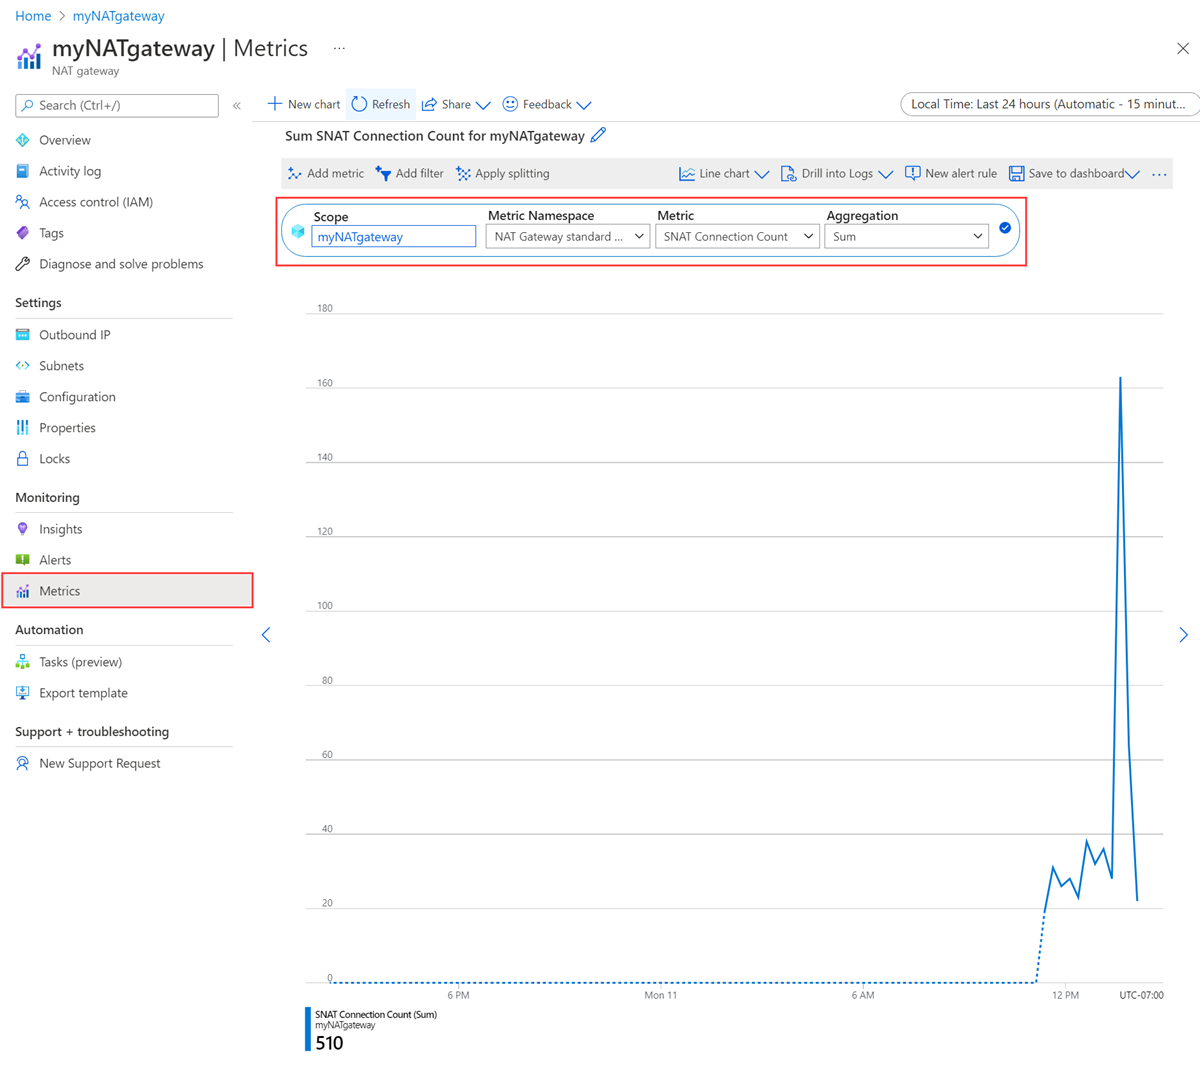 Home > myNATgateway
myNATgateway | Metrics ...
NAT gateway
Search (Ctrl+/)
«
Overview
Activity log
Access control (IAM)
Tags
Diagnose and solve problems
Settings
Outbound IP
Subnets
Configuration
Properties
Locks
Monitoring
Insights
Alerts
Metrics
Automation
Tasks (preview)
Export template
Support + troubleshooting
New Support Request
New chart Refresh Share Feedback
Local Time: Last 24 hours (Automatic - 15 minut...
Sum SNAT Connection Count for myNATgateway
Add metric Add filter Apply splitting Line chart Drill into Logs New alert rule Save to dashboard ...
Scope Metric Namespace Metric Aggregation
myNATgateway NAT Gateway standard ... SNAT Connection Count Sum
180
160
140
120
100
80
60
40
20
0
6 PM Mon 11 6 AM 12 PM UTC-07:00
SNAT Connection Count (Sum)
myNATgateway
510